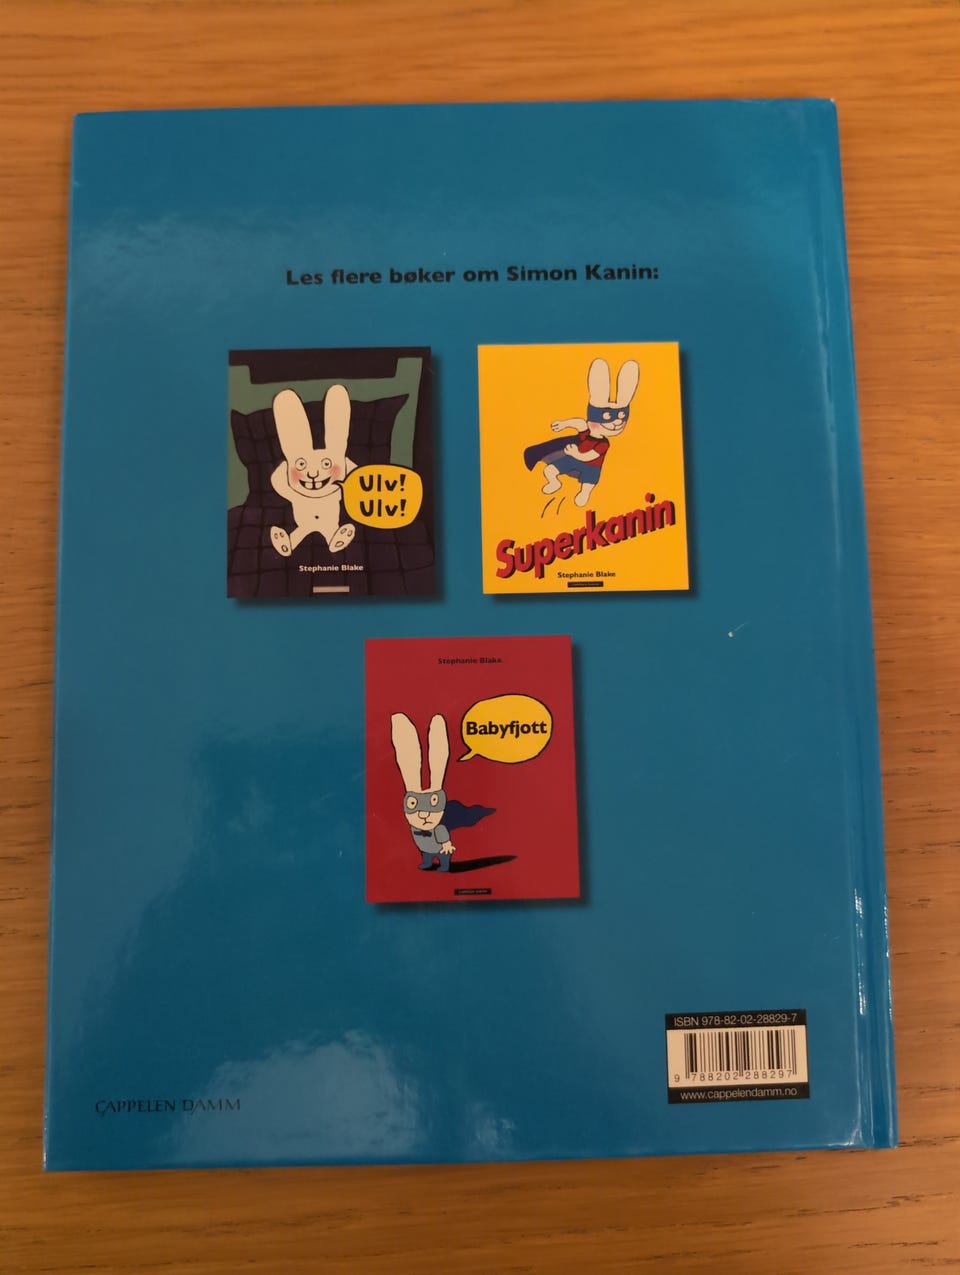 Les flere bøker om Simon Kanin:
Ulv!
Ulv!
Stephanie Blake
Superkanin
Stephanie Blake
Stephanie Blake
Babyfjott
ISBN 978-82-02-28829-7
9 788202 288297
www.cappelendamm.no
CAPPELEN DAMM